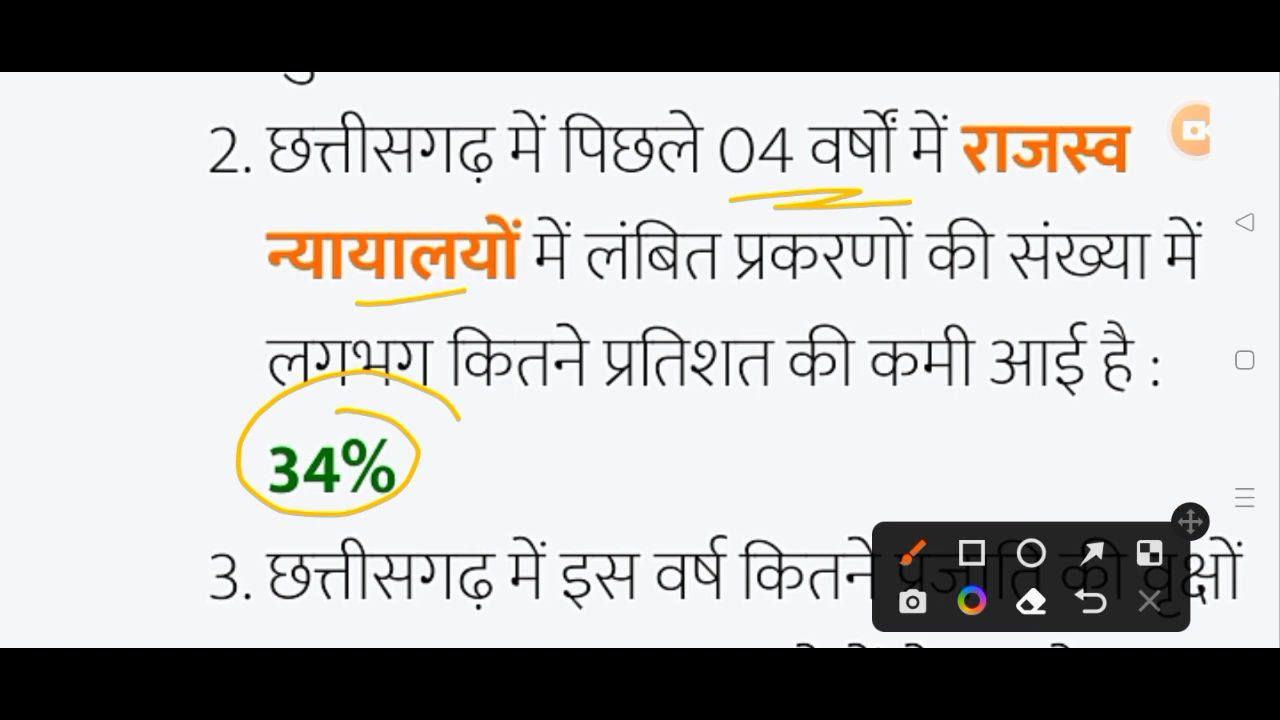 2. छत्तीसगढ़ में पिछले 04 वर्षों में राजस्व
न्यायालयों में लंबित प्रकरणों की संख्या में
लगभग कितने प्रतिशत की कमी आई है :
34%
3. छत्तीसगढ़ में इस वर्ष कितने प्रजाति की वृक्षों